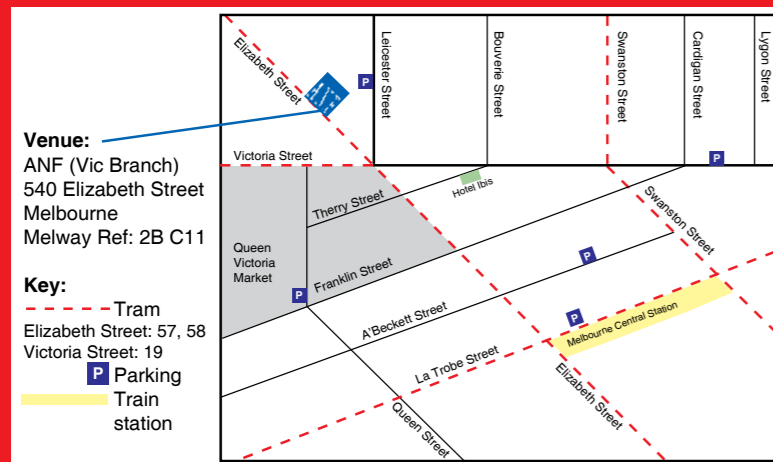 Venue:
ANF (Vic Branch)
540 Elizabeth Street
Melbourne
Melway Ref: 2B C11
Key:
Tram
Elizabeth Street: 57, 58
Victoria Street: 19
P Parking
Train
station
Elizabeth Street
P
Leicester Street
Bouverie Street
Swanston Street
Cardigan Street
Lygon Street
Victoria Street
P
Therry Street
Hotel Ibis
Swanston Street
Queen
Victoria
Market
Franklin Street
P
P
A'Beckett Street
P
Melbourne Central Station
La Trobe Street
Elizabeth Street
Queen Street